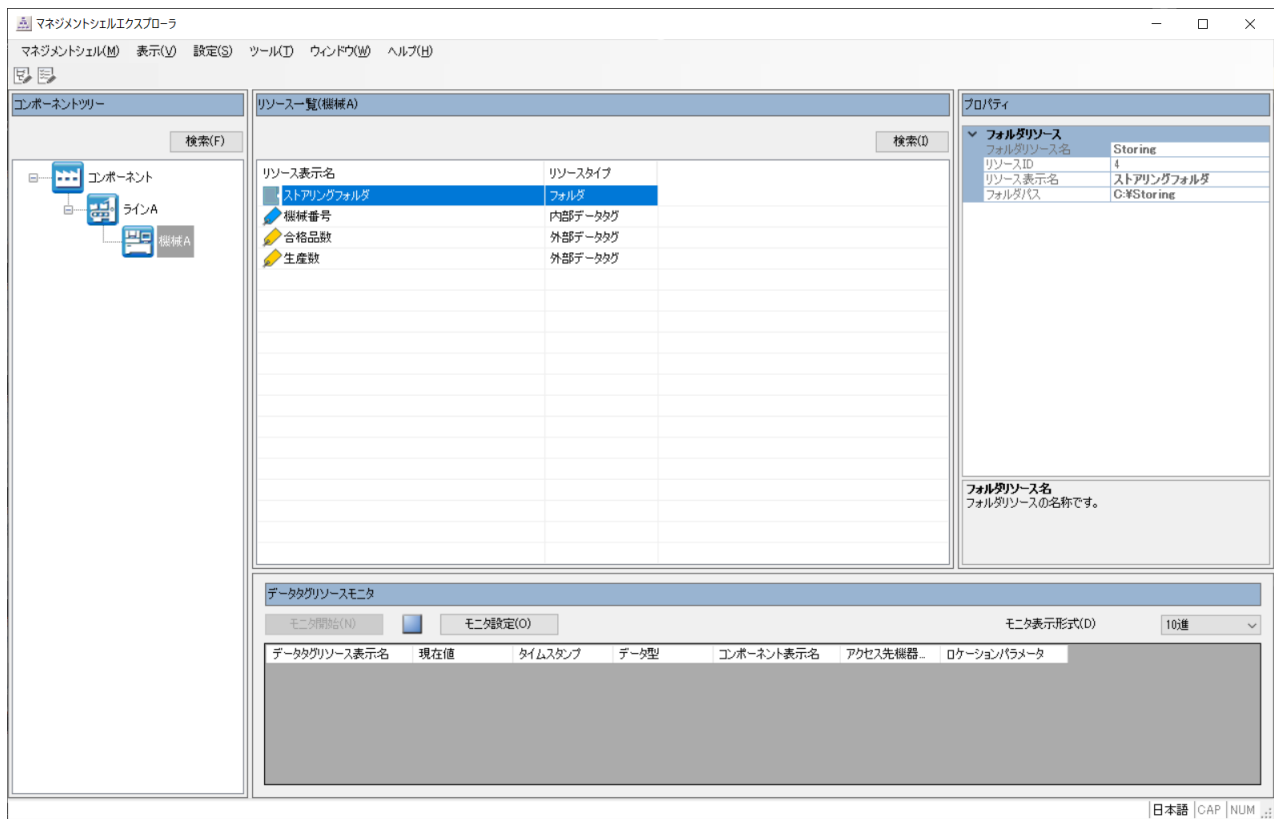 マネジメントシェルエクスプローラ
マネジメントシェル(M) 表示(V) 設定(S) ツール(T) ウィンドウ(W) ヘルプ(H)
コンポーネントツリー
検索(F)
コンポーネント
ラインA
機械A
リソース一覧(機械A)
検索(I)
リソース表示名 リソースタイプ
ストアリングフォルダ フォルダ
機械番号 内部データタグ
合格品数 外部データタグ
生産数 外部データタグ
プロパティ
フォルダリソース
フォルダリソース名 Storing
リソースID 4
リソース表示名 ストアリングフォルダ
フォルダパス C:¥Storing
フォルダリソース名
フォルダリソースの名称です。
データタグリソースモニタ
モニタ開始(N) モニタ設定(O) モニタ表示形式(D) 10進
データタグリソース表示名 現在値 タイムスタンプ データ型 コンポーネント表示名 アクセス先機器... ロケーションパラメータ
日本語 CAP NUM